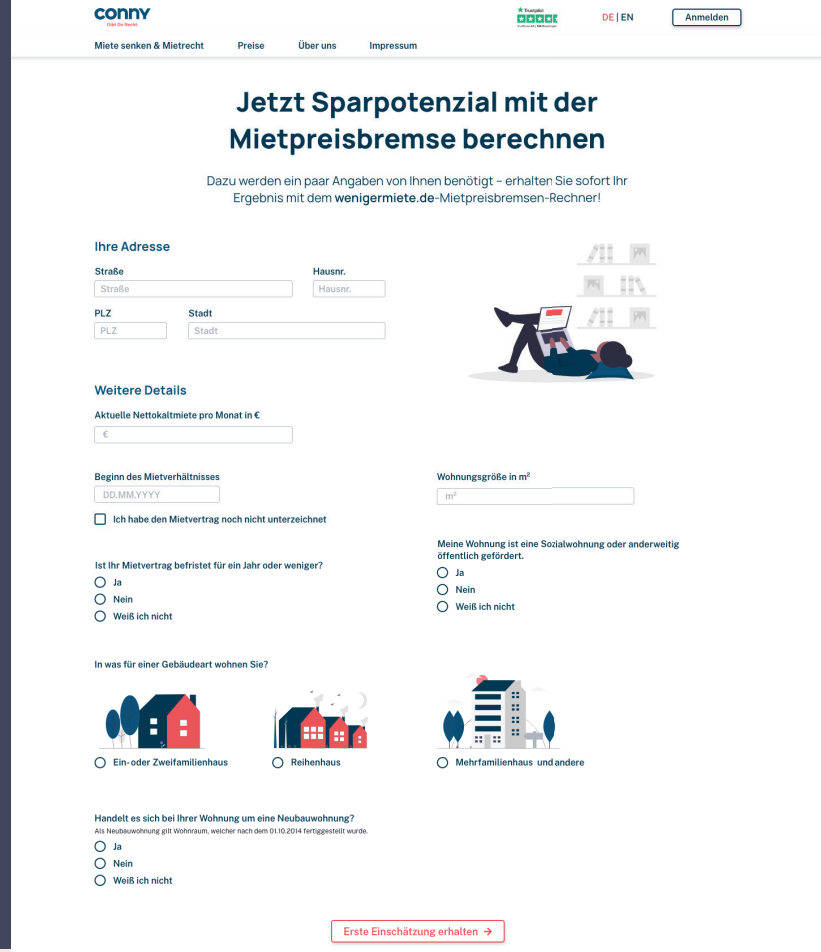 conny
Gibt Dir Recht.
Trustpilot
DE | EN
Anmelden
Miete senken & Mietrecht
Preise
Über uns
Impressum
Jetzt Sparpotenzial mit der
Mietpreisbremse berechnen
Dazu werden ein paar Angaben von Ihnen benötigt – erhalten Sie sofort Ihr
Ergebnis mit dem wenigermiete.de-Mietpreisbremsen-Rechner!
Ihre Adresse
Straße
Hausnr.
Straße
Hausnr.
PLZ
Stadt
PLZ
Stadt
Weitere Details
Aktuelle Nettokaltmiete pro Monat in €
€
Beginn des Mietverhältnisses
DD.MM.YYYY
Ich habe den Mietvertrag noch nicht unterzeichnet
Wohnungsgröße in m²
m²
Ist Ihr Mietvertrag befristet für ein Jahr oder weniger?
Ja
Nein
Weiß ich nicht
Meine Wohnung ist eine Sozialwohnung oder anderweitig
öffentlich gefördert.
Ja
Nein
Weiß ich nicht
In was für einer Gebäudeart wohnen Sie?
Ein- oder Zweifamilienhaus
Reihenhaus
Mehrfamilienhaus und andere
Handelt es sich bei Ihrer Wohnung um eine Neubauwohnung?
Als Neubauwohnung gilt Wohnraum, welcher nach dem 01.10.2014 fertiggestellt wurde.
Ja
Nein
Weiß ich nicht
Erste Einschätzung erhalten →